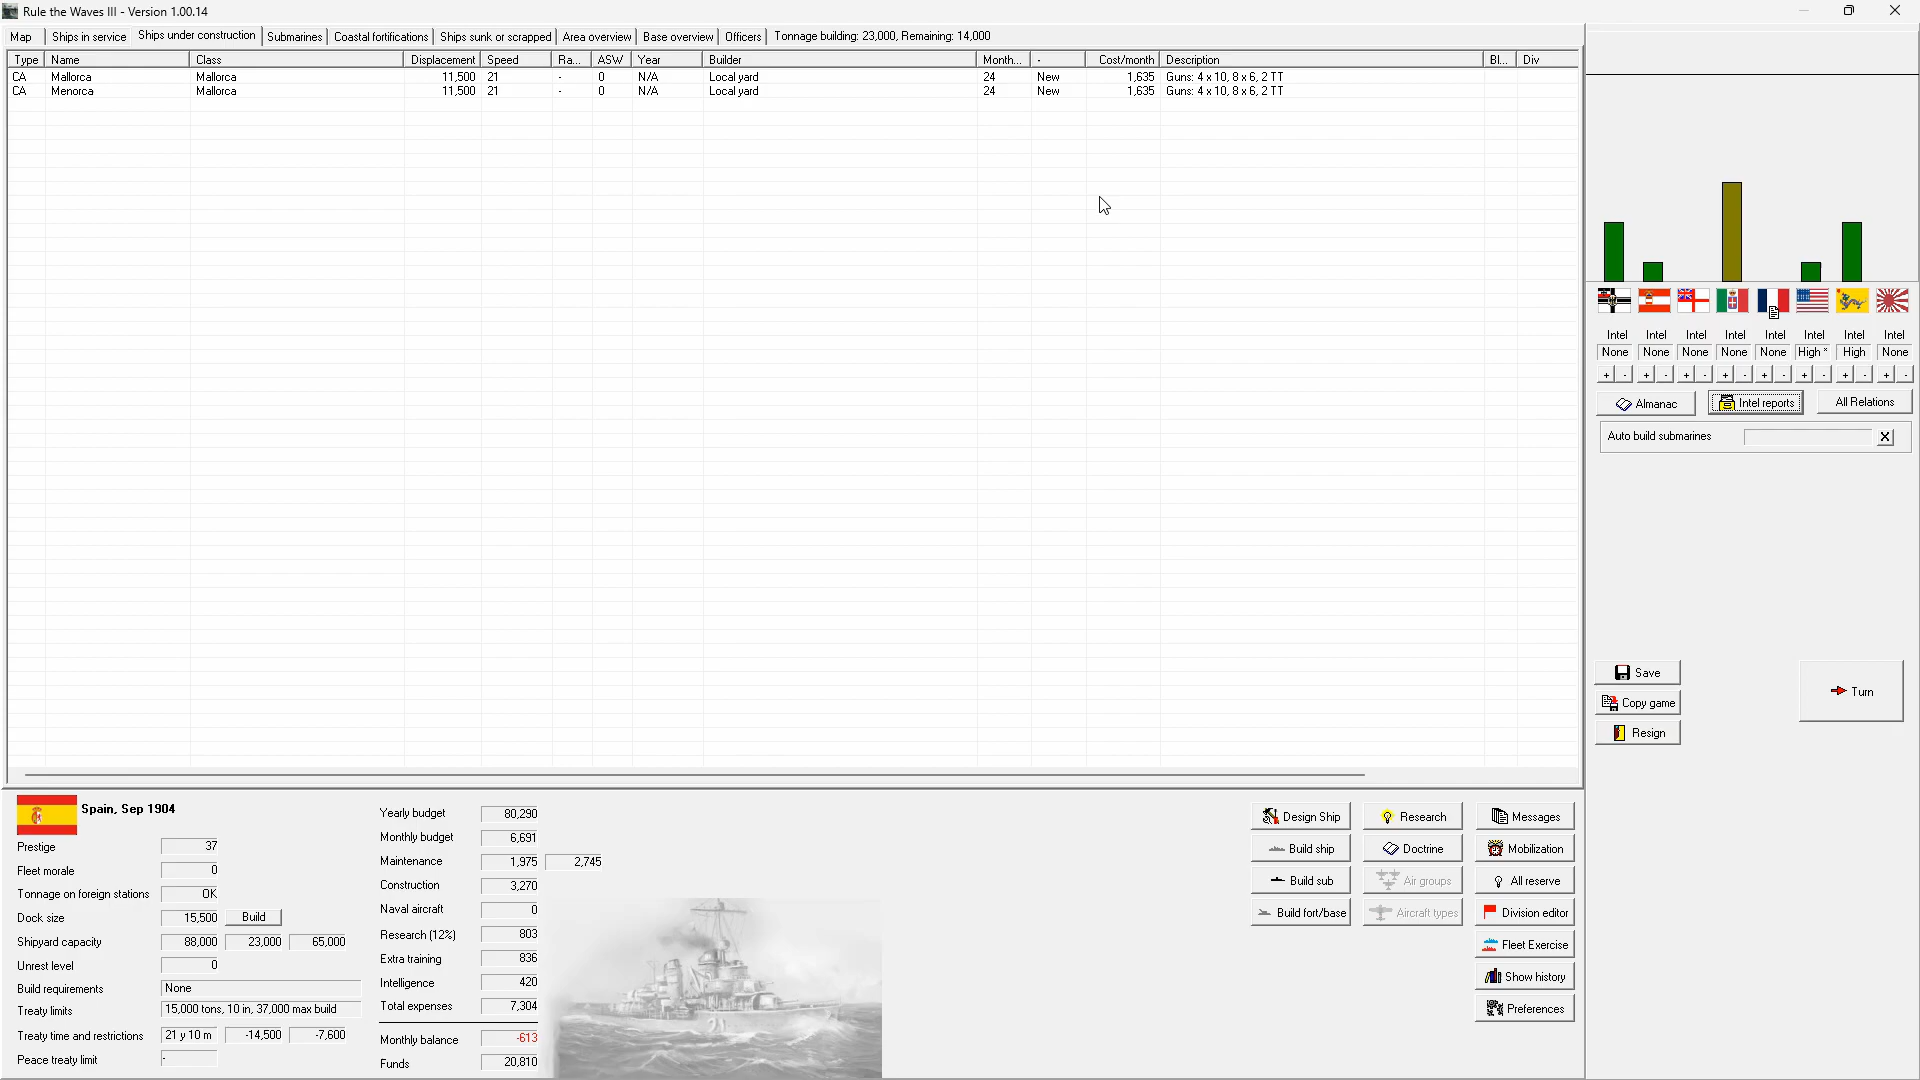 Rule the Waves III - Version 1.00.14
Map Ships in service Ships under construction Submarines Coastal fortifications Ships sunk or scrapped Area overview Base overview Officers Tonnage building: 23,000, Remaining: 14,000
Type Name Class Displacement Speed Ra... ASW Year Builder Month... - Cost/month Description Bl... Div
CA Mallorca Mallorca 11,500 21 - 0 N/A Local yard 24 New 1,635 Guns: 4 x 10, 8 x 6, 2 TT
CA Menorca Mallorca 11,500 21 - 0 N/A Local yard 24 New 1,635 Guns: 4 x 10, 8 x 6, 2 TT
Intel Intel Intel Intel Intel Intel Intel Intel
None None None None None High * High None
+ - + - + - + - + - + - + - + -
Almanac Intel reports All Relations
Auto build submarines X
Save
Copy game
Resign
Turn
Spain, Sep 1904
Prestige 37
Fleet morale 0
Tonnage on foreign stations OK
Dock size 15,500 Build
Shipyard capacity 88,000 23,000 65,000
Unrest level 0
Build requirements None
Treaty limits 15,000 tons, 10 in, 37,000 max build
Treaty time and restrictions 21 y 10 m -14,500 -7,600
Peace treaty limit -
Yearly budget 80,290
Monthly budget 6,691
Maintenance 1,975 2,745
Construction 3,270
Naval aircraft 0
Research (12%) 803
Extra training 836
Intelligence 420
Total expenses 7,304
Monthly balance -613
Funds 20,810
Design Ship Research Messages
Build ship Doctrine Mobilization
Build sub Air groups All reserve
Build fort/base Aircraft types Division editor
Fleet Exercise
Show history
Preferences